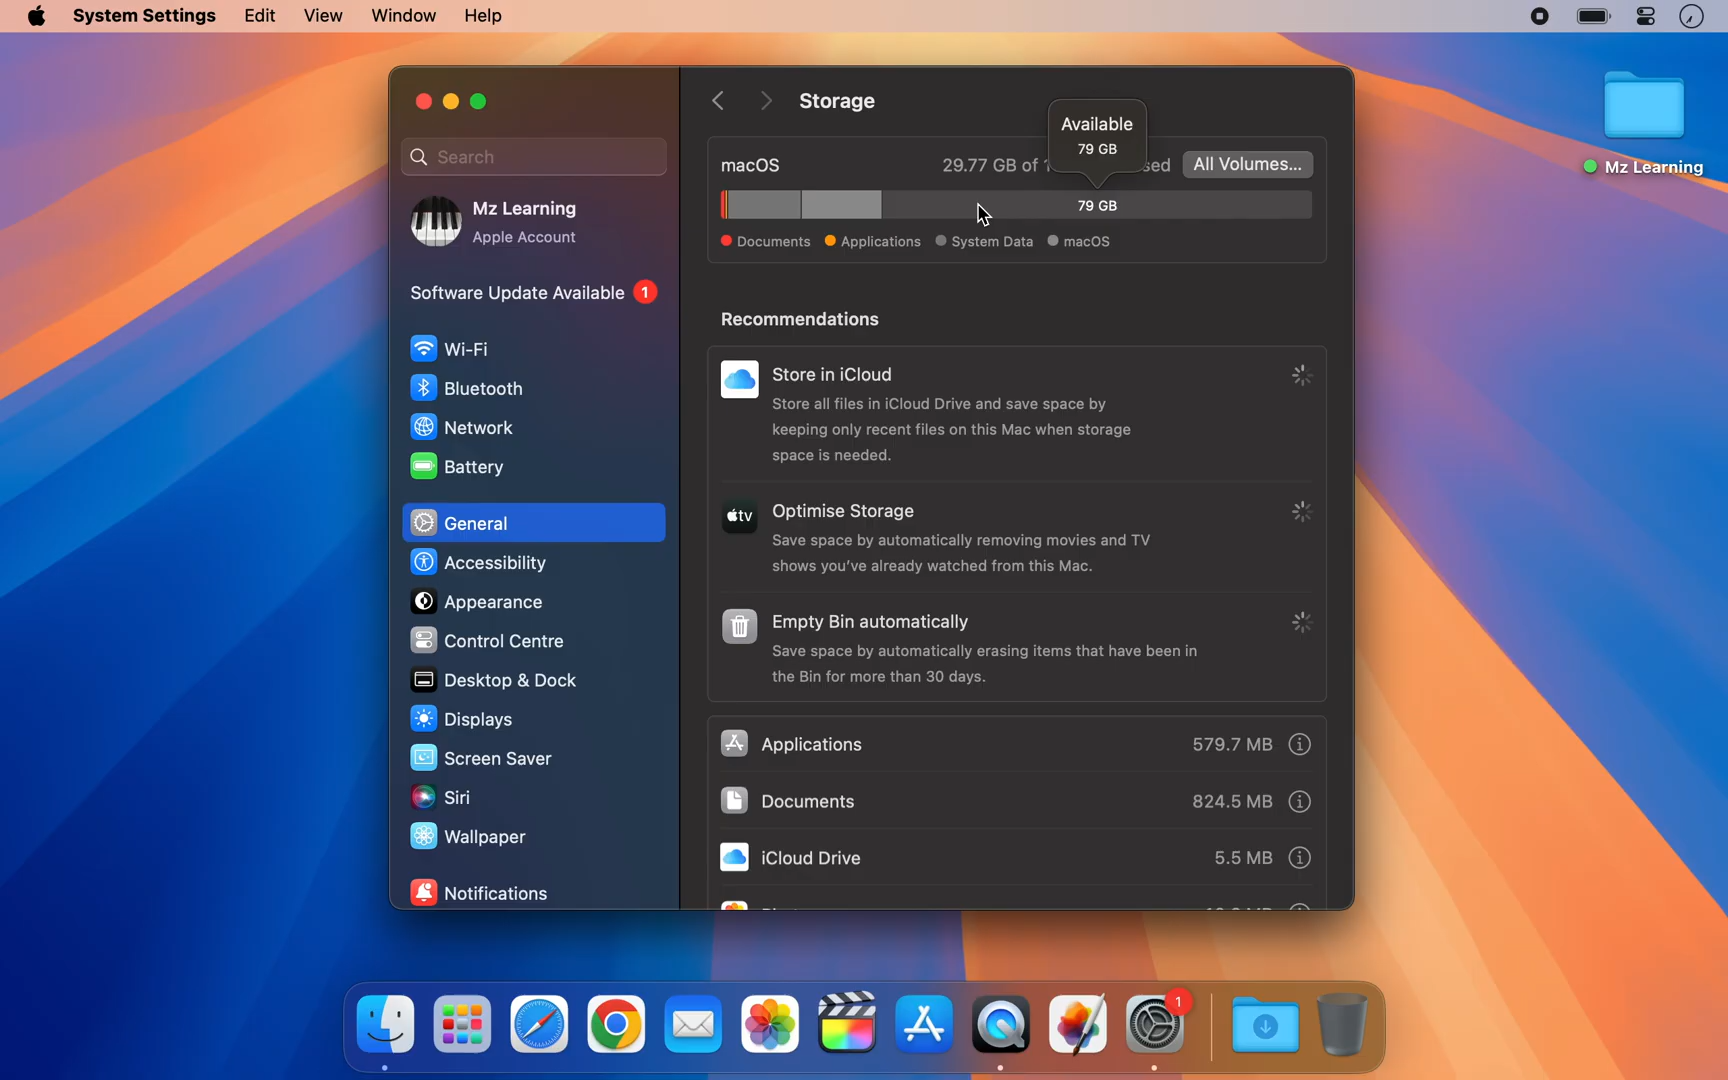 System Settings Edit View Window Help
Mz Learning
Search
Mz Learning
Apple Account
Software Update Available 1
Wi-Fi
Bluetooth
Network
Battery
General
Accessibility
Appearance
Control Centre
Desktop & Dock
Displays
Screen Saver
Siri
Wallpaper
Notifications
Storage
Available
79 GB
macOS 29.77 GB of All Volumes...
79 GB
Documents Applications System Data macOS
Recommendations
Store in iCloud
Store all files in iCloud Drive and save space by
keeping only recent files on this Mac when storage
space is needed.
tv
Optimise Storage
Save space by automatically removing movies and TV
shows you've already watched from this Mac.
Empty Bin automatically
Save space by automatically erasing items that have been in
the Bin for more than 30 days.
Applications 579.7 MB
Documents 824.5 MB
iCloud Drive 5.5 MB
1